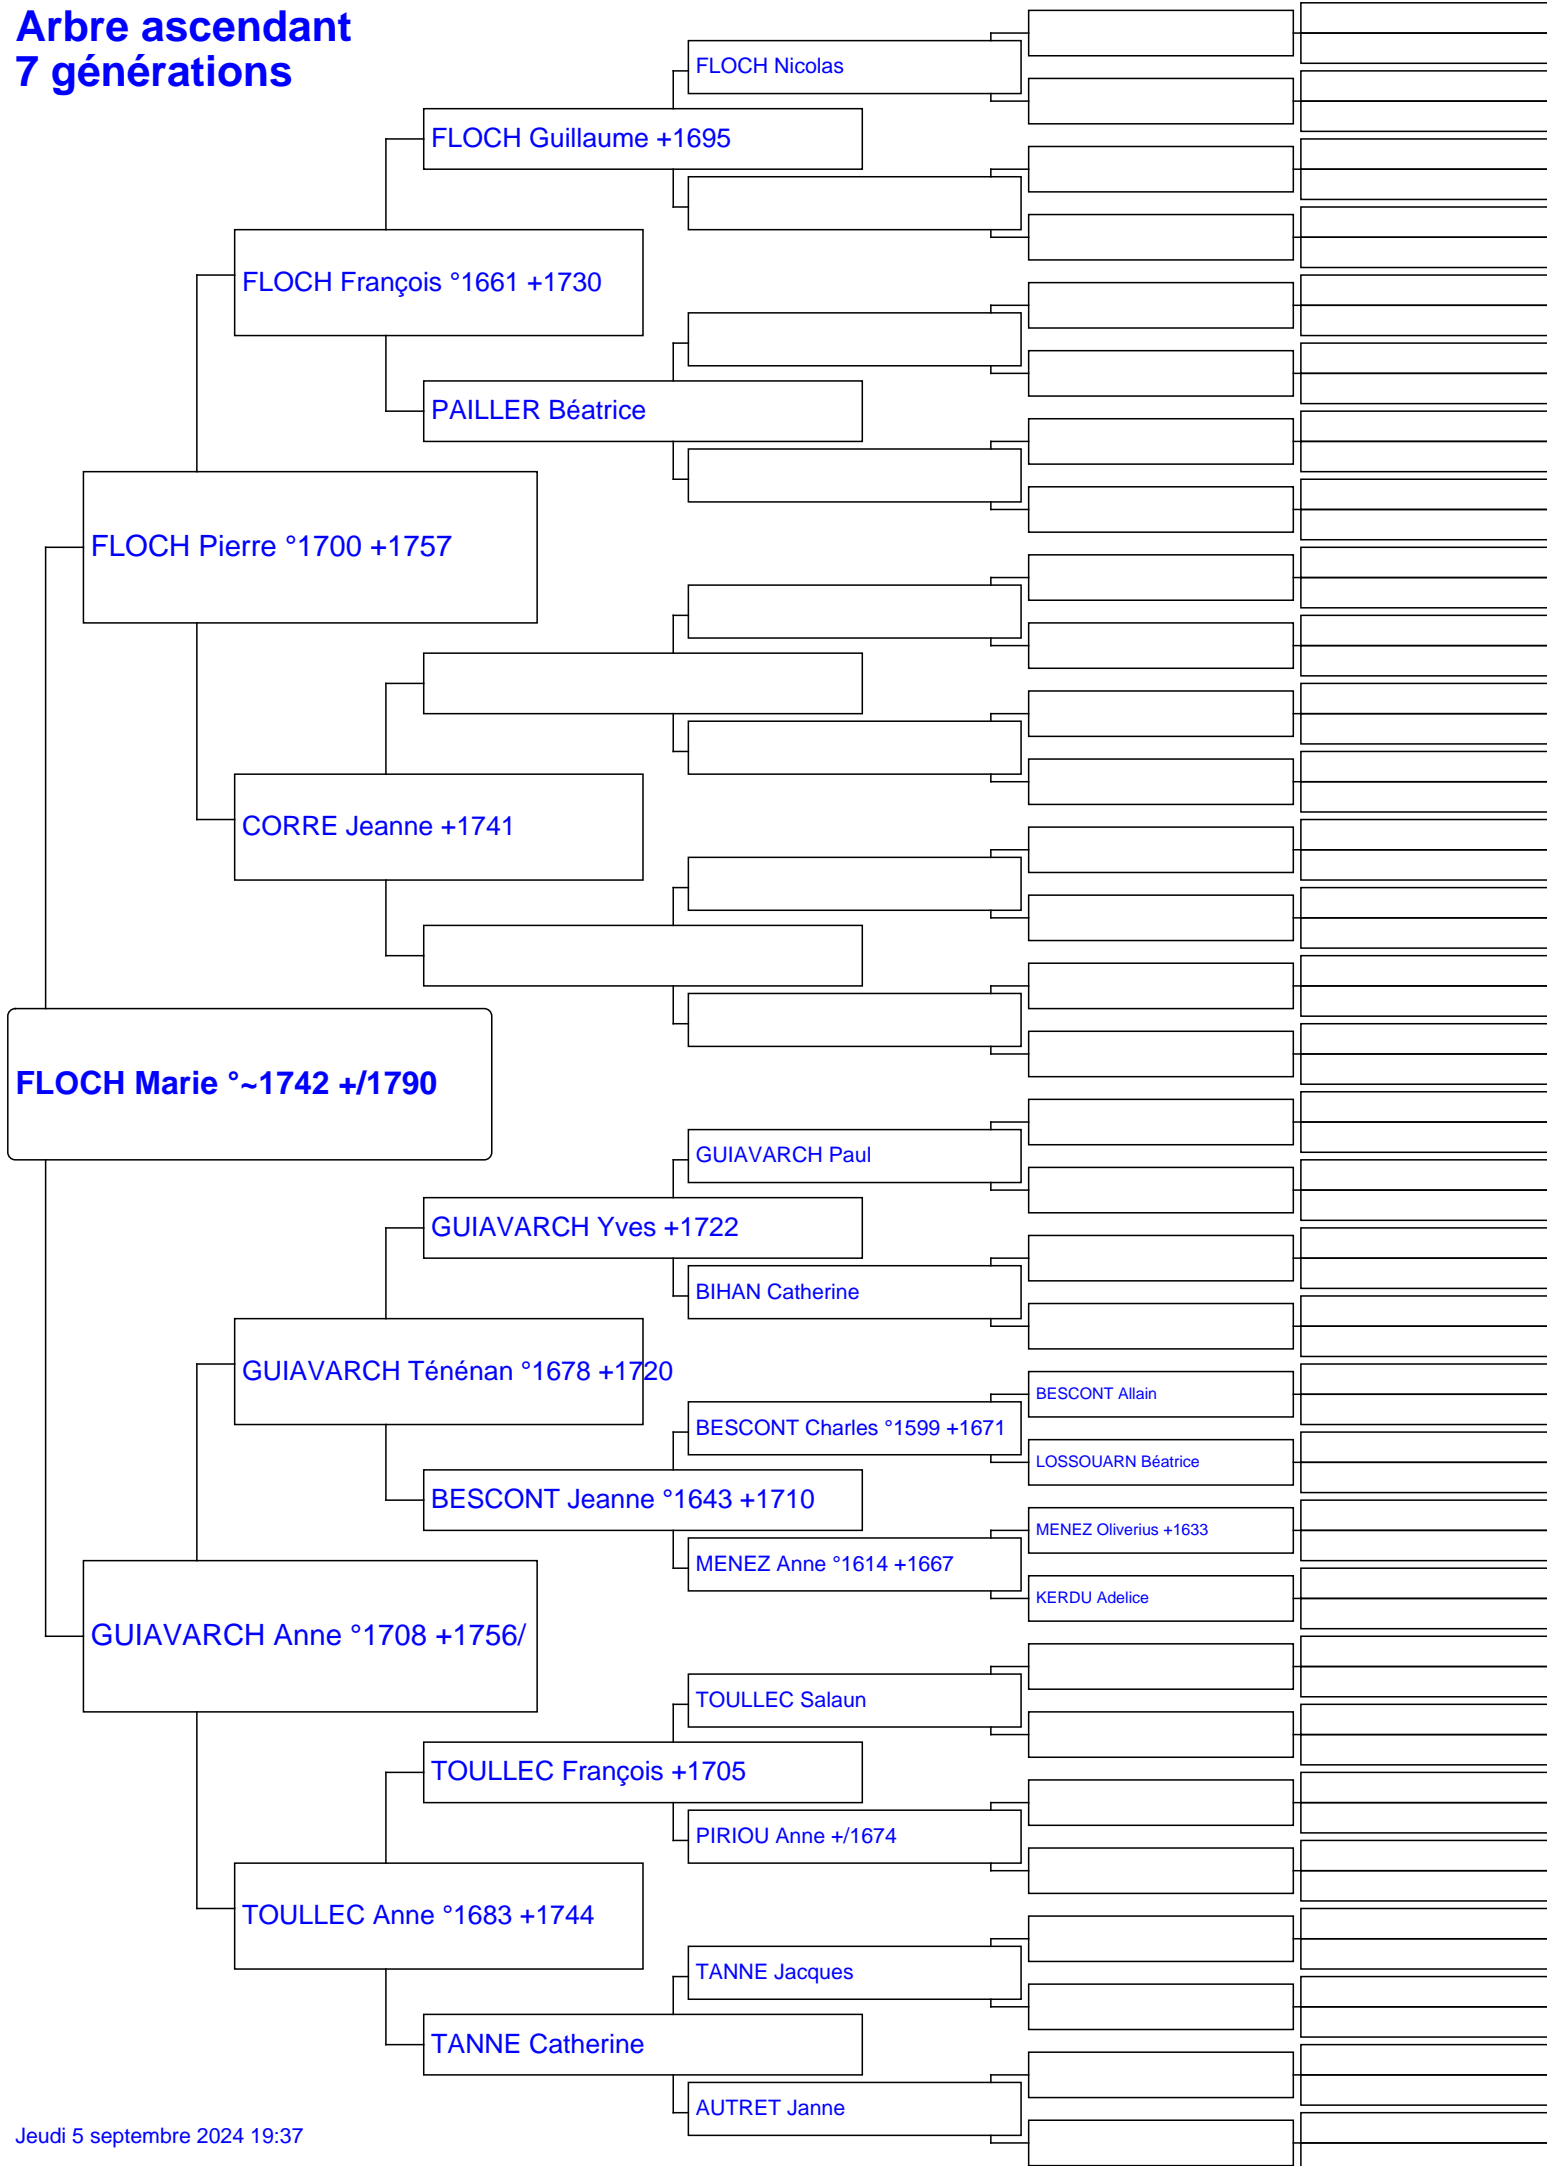 Arbre ascendant
7 générations
FLOCH Nicolas
FLOCH Guillaume +1695
FLOCH François °1661 +1730
PAILLER Béatrice
FLOCH Pierre °1700 +1757
CORRE Jeanne +1741
FLOCH Marie °~1742 +/1790
GUIAVARCH Paul
GUIAVARCH Yves +1722
BIHAN Catherine
GUIAVARCH Ténénan °1678 +1720
BESCONT Allain
BESCONT Charles °1599 +1671
LOSSOUARN Béatrice
BESCONT Jeanne °1643 +1710
MENEZ Oliverius +1633
MENEZ Anne °1614 +1667
KERDU Adelice
GUIAVARCH Anne °1708 +1756/
TOULLEC Salaun
TOULLEC François +1705
PIRIOU Anne +/1674
TOULLEC Anne °1683 +1744
TANNE Jacques
TANNE Catherine
AUTRET Janne
Jeudi 5 septembre 2024 19:37